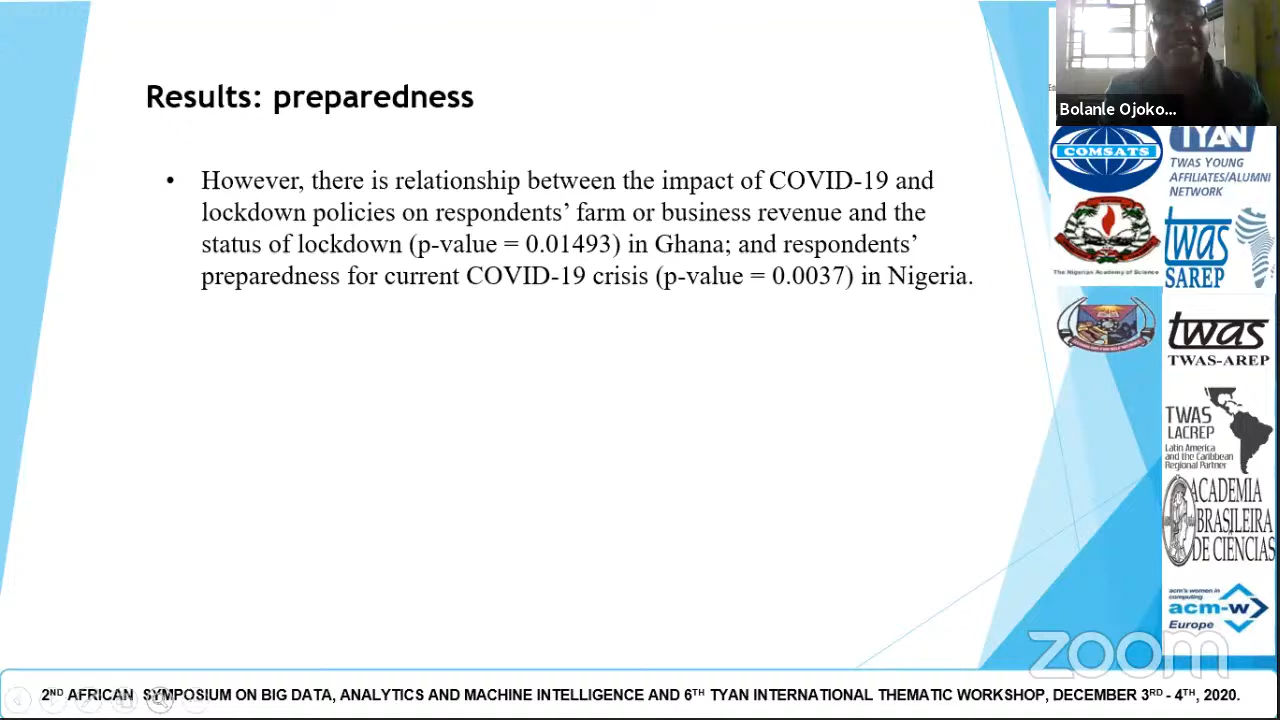 Results: preparedness
• However, there is relationship between the impact of COVID-19 and
lockdown policies on respondents’ farm or business revenue and the
status of lockdown (p-value = 0.01493) in Ghana; and respondents’
preparedness for current COVID-19 crisis (p-value = 0.0037) in Nigeria.
Bolanle Ojoko...
COMSATS
TYAN
TWAS YOUNG
AFFILIATES/ALUMNI
NETWORK
The Nigerian Academy of Science
twas
SAREP
twas
TWAS-AREP
TWAS
LACREP
Latin America
and the Caribbean
Regional Partner
ACADEMIA
BRASILEIRA
DE CIÊNCIAS
acm's women in
computing
acm-w
Europe
zoom
2ND AFRICAN SYMPOSIUM ON BIG DATA, ANALYTICS AND MACHINE INTELLIGENCE AND 6TH TYAN INTERNATIONAL THEMATIC WORKSHOP, DECEMBER 3RD - 4TH, 2020.